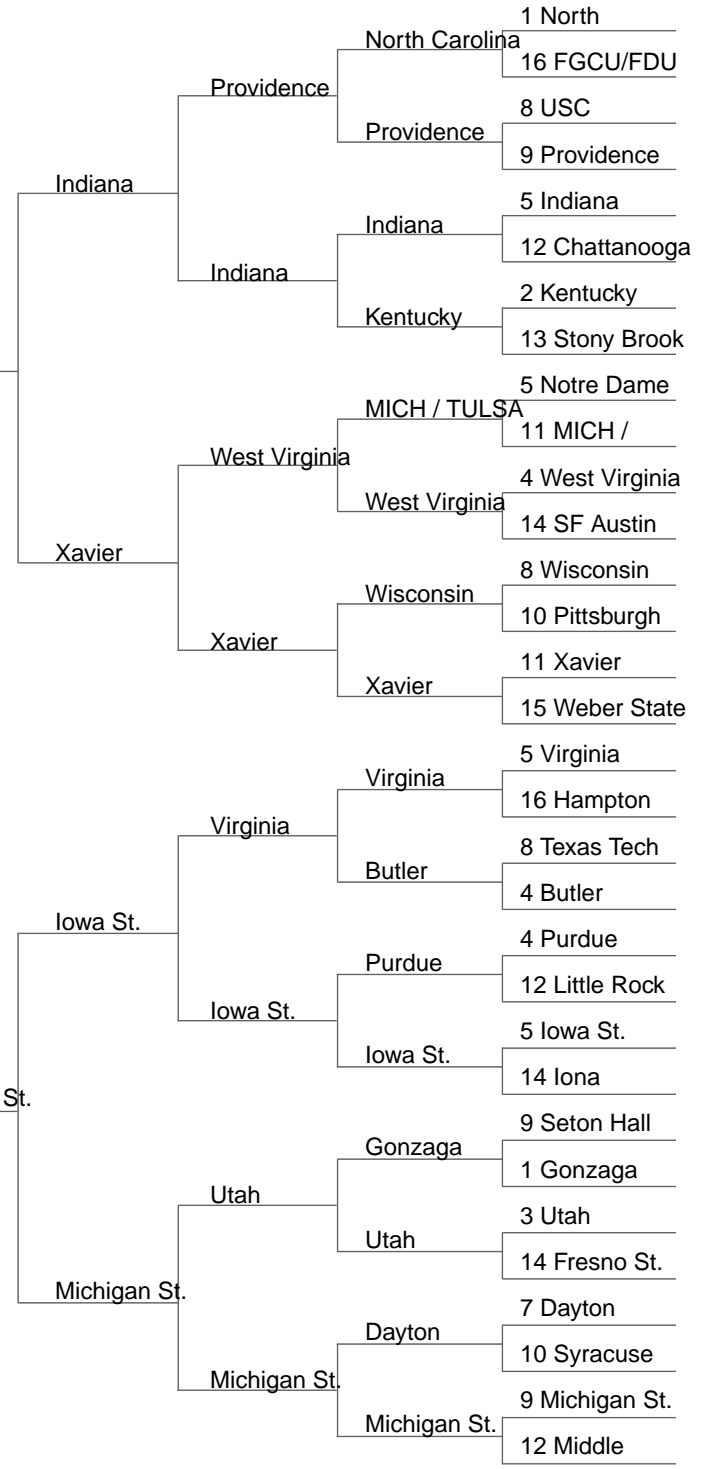 1 North
North Carolina
16 FGCU/FDU
Providence
8 USC
Providence
9 Providence
Indiana
5 Indiana
Indiana
12 Chattanooga
Indiana
2 Kentucky
Kentucky
13 Stony Brook
5 Notre Dame
MICH / TULSA
11 MICH /
West Virginia
4 West Virginia
West Virginia
14 SF Austin
Xavier
8 Wisconsin
Wisconsin
10 Pittsburgh
Xavier
11 Xavier
Xavier
15 Weber State
5 Virginia
Virginia
16 Hampton
Virginia
8 Texas Tech
Butler
4 Butler
Iowa St.
4 Purdue
Purdue
12 Little Rock
Iowa St.
5 Iowa St.
Iowa St.
14 Iona
St.
9 Seton Hall
Gonzaga
1 Gonzaga
Utah
3 Utah
Utah
14 Fresno St.
Michigan St.
7 Dayton
Dayton
10 Syracuse
Michigan St.
9 Michigan St.
Michigan St.
12 Middle